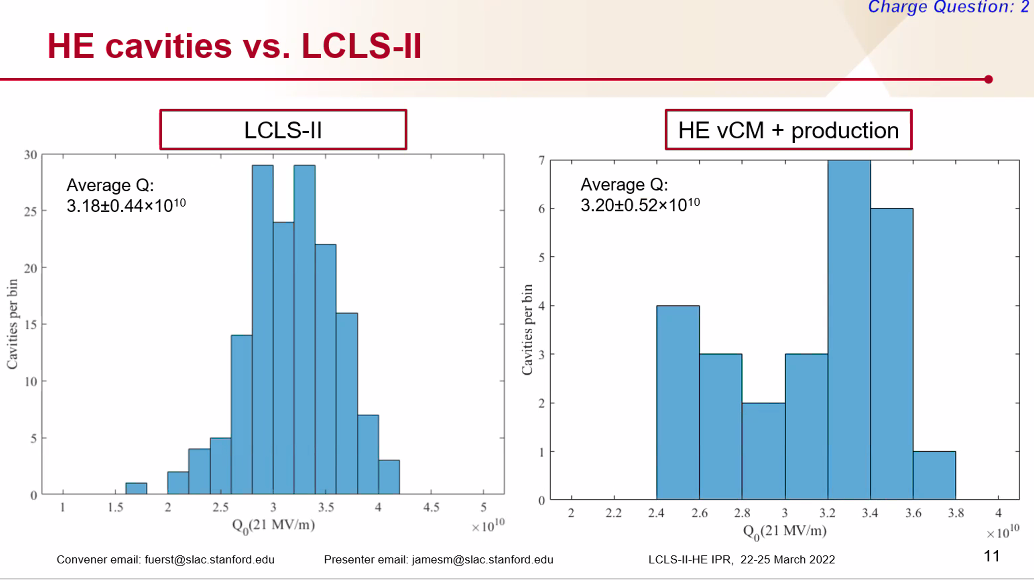 Charge Question: 2
HE cavities vs. LCLS-II
LCLS-II
Average Q:
3.18±0.44×10¹⁰
30
25
20
15
10
5
0
Cavities per bin
1 1.5 2 2.5 3 3.5 4 4.5 5
Q₀(21 MV/m)
×10¹⁰
HE vCM + production
Average Q:
3.20±0.52×10¹⁰
7
6
5
4
3
2
1
0
Cavities per bin
2 2.2 2.4 2.6 2.8 3 3.2 3.4 3.6 3.8 4
Q₀(21 MV/m)
×10¹⁰
Convener email: fuerst@slac.stanford.edu Presenter email: jamesm@slac.stanford.edu LCLS-II-HE IPR, 22-25 March 2022 11